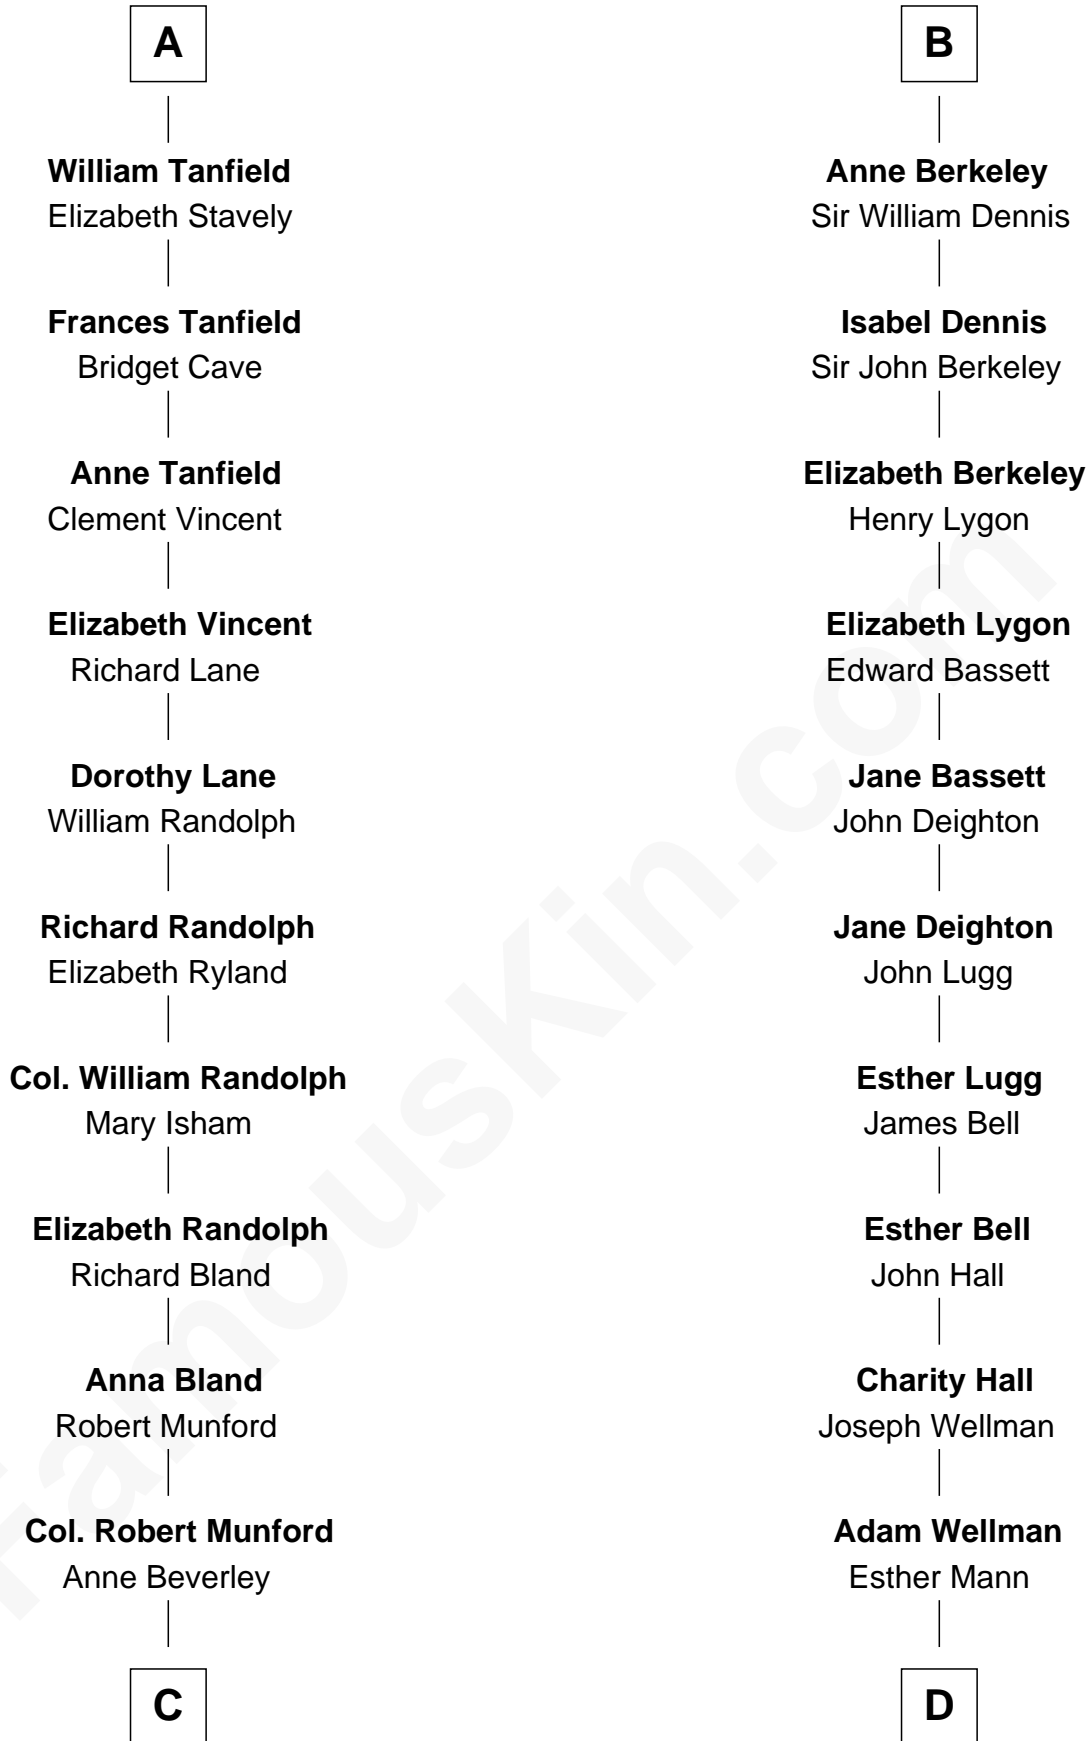 A
William Tanfield
Elizabeth Stavely
Frances Tanfield
Bridget Cave
Anne Tanfield
Clement Vincent
Elizabeth Vincent
Richard Lane
Dorothy Lane
William Randolph
Richard Randolph
Elizabeth Ryland
Col. William Randolph
Mary Isham
Elizabeth Randolph
Richard Bland
Anna Bland
Robert Munford
Col. Robert Munford
Anne Beverley
C
B
Anne Berkeley
Sir William Dennis
Isabel Dennis
Sir John Berkeley
Elizabeth Berkeley
Henry Lygon
Elizabeth Lygon
Edward Bassett
Jane Bassett
John Deighton
Jane Deighton
John Lugg
Esther Lugg
James Bell
Esther Bell
John Hall
Charity Hall
Joseph Wellman
Adam Wellman
Esther Mann
D
FamousKin.com